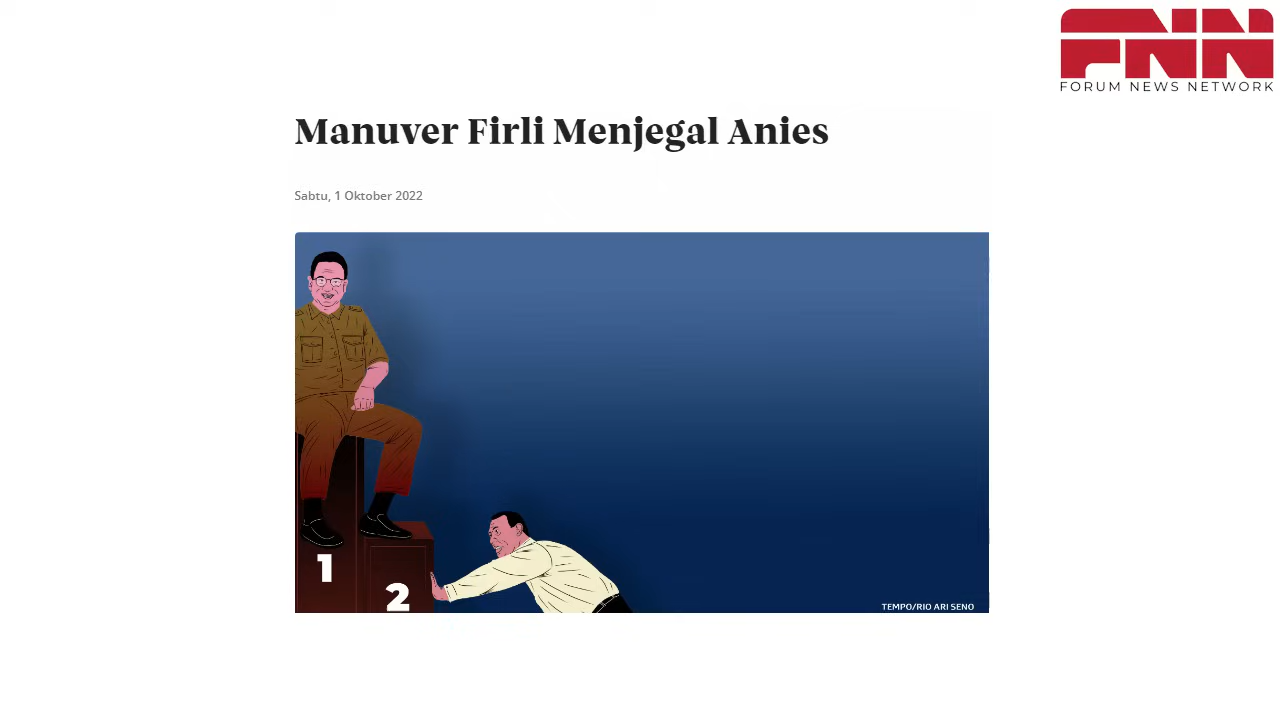 FNN
FORUM NEWS NETWORK
Manuver Firli Menjegal Anies
Sabtu, 1 Oktober 2022
1
2
TEMPO/RIO ARI SENO